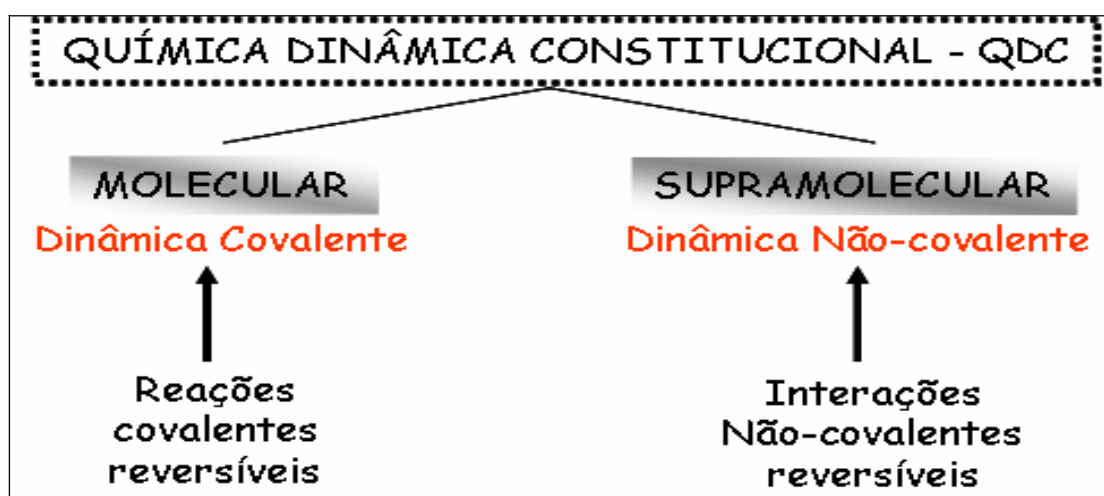 QUÍMICA DINÂMICA CONSTITUCIONAL - QDC
MOLECULAR
Dinâmica Covalente
Reações
covalentes
reversíveis
SUPRAMOLECULAR
Dinâmica Não-covalente
Interações
Não-covalentes
reversíveis